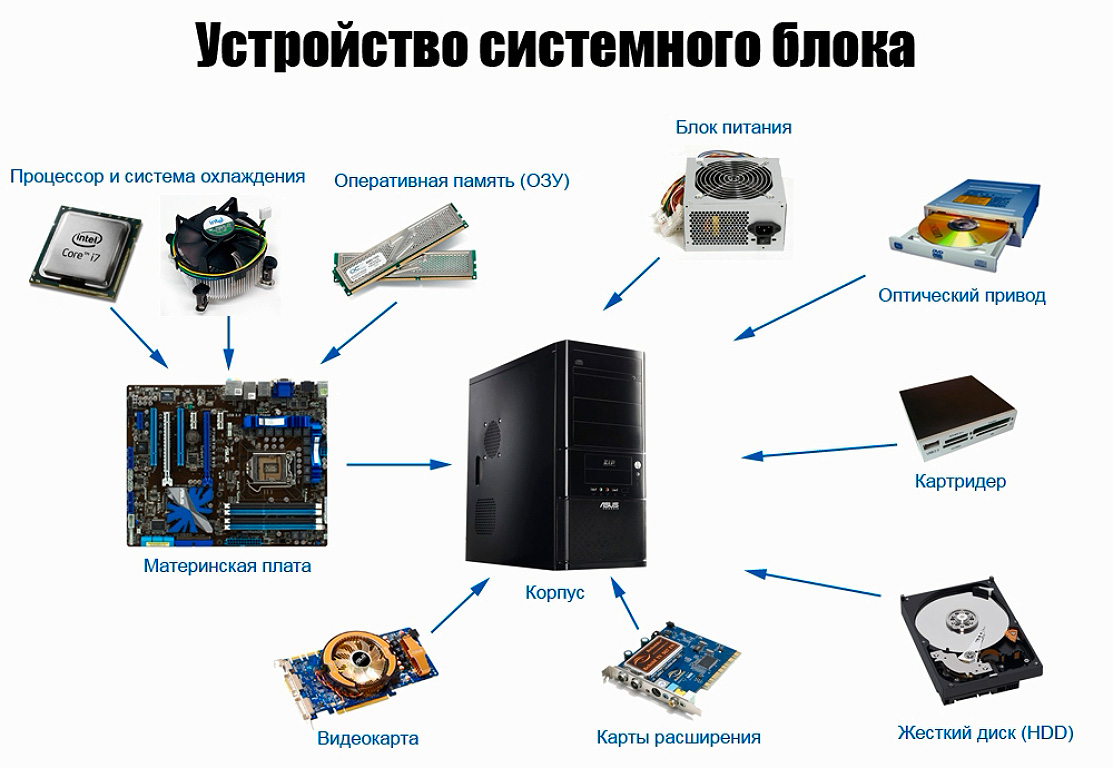 Устройство системного блока
Блок питания
Процессор и система охлаждения
Оперативная память (ОЗУ)
intel
Core i7
Оптический привод
Картридер
ASUS
Материнская плата
Корпус
Видеокарта
Карты расширения
Жесткий диск (HDD)